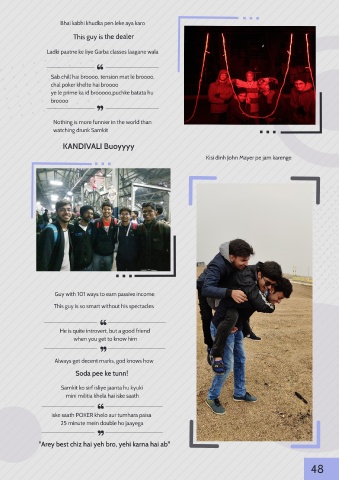 Bhai kabhi khudka pen leke aya karo
This guy is the dealer
Ladki paatne ke liye Garba classes laagane wala
❝
Sab chill hai broooo, tension mat le broooo,
chal poker khelte hai broooo
ye le prime ka id brooooo,puchke batata hu
broooo
❞
Nothing is more funnier in the world than
watching drunk Samkit
KANDIVALI Buoyyyy
Kisi dinh John Mayer pe jam karenge
Guy with 101 ways to earn passive income
This guy is so smart without his spectacles
❝
He is quite introvert, but a good friend
when you get to know him
❞
Always get decent marks, god knows how
Soda pee ke tunn!
Samkit ko sirf isliye jaanta hu kyuki
mini militia khela hai iske saath
❝
iske saath POKER khelo aur tumhara paisa
25 minute mein double ho jaayega
❞
"Arey best chiz hai yeh bro, yehi karna hai ab"
48